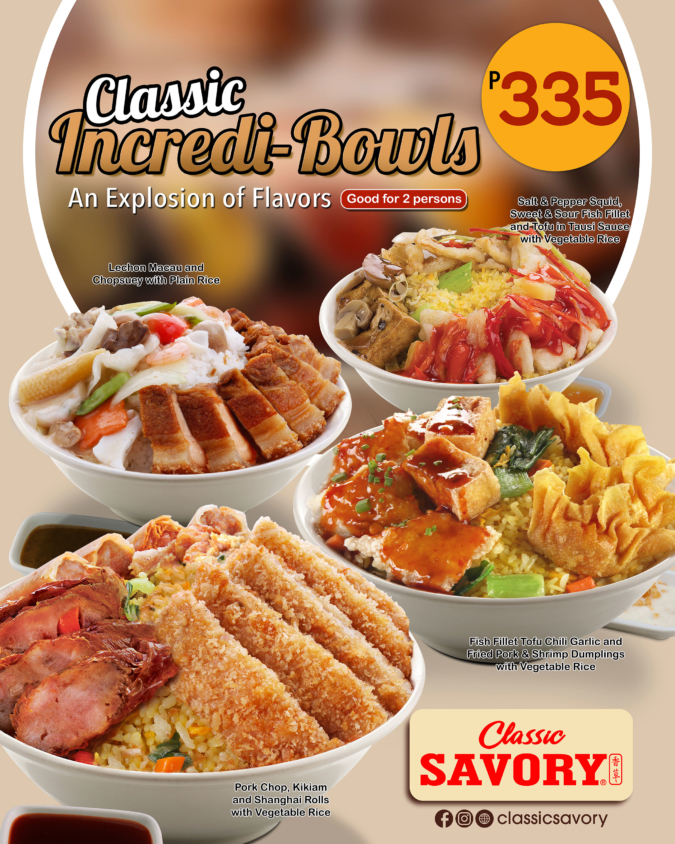 Classic
Incredi-Bowls
₱335
An Explosion of Flavors
Good for 2 persons
Salt & Pepper Squid,
Sweet & Sour Fish Fillet
and Tofu in Tausi Sauce
with Vegetable Rice
Lechon Macau and
Chopsuey with Plain Rice
Fish Fillet Tofu Chili Garlic and
Fried Pork & Shrimp Dumplings
with Vegetable Rice
Pork Chop, Kikiam
and Shanghai Rolls
with Vegetable Rice
Classic
SAVORY®
香草
classicsavory